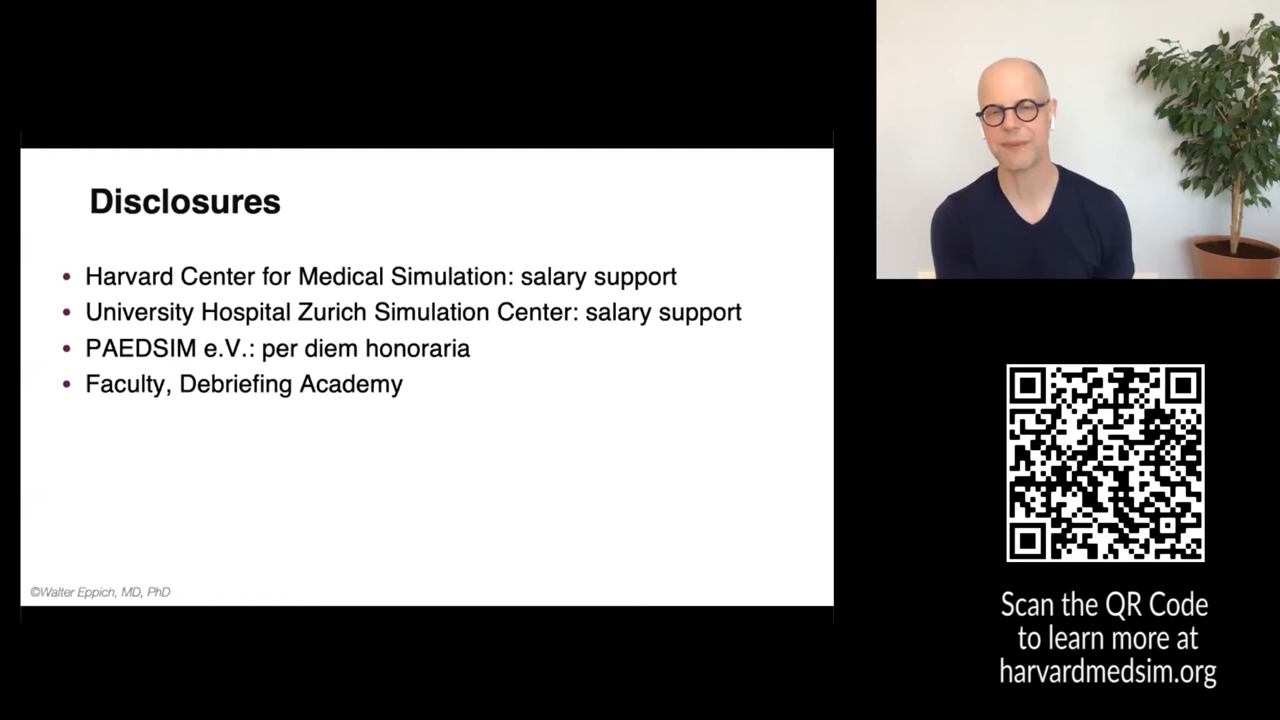 Disclosures
• Harvard Center for Medical Simulation: salary support
• University Hospital Zurich Simulation Center: salary support
• PAEDSIM e.V.: per diem honoraria
• Faculty, Debriefing Academy
©Walter Eppich, MD, PhD
Scan the QR Code
to learn more at
harvardmedsim.org